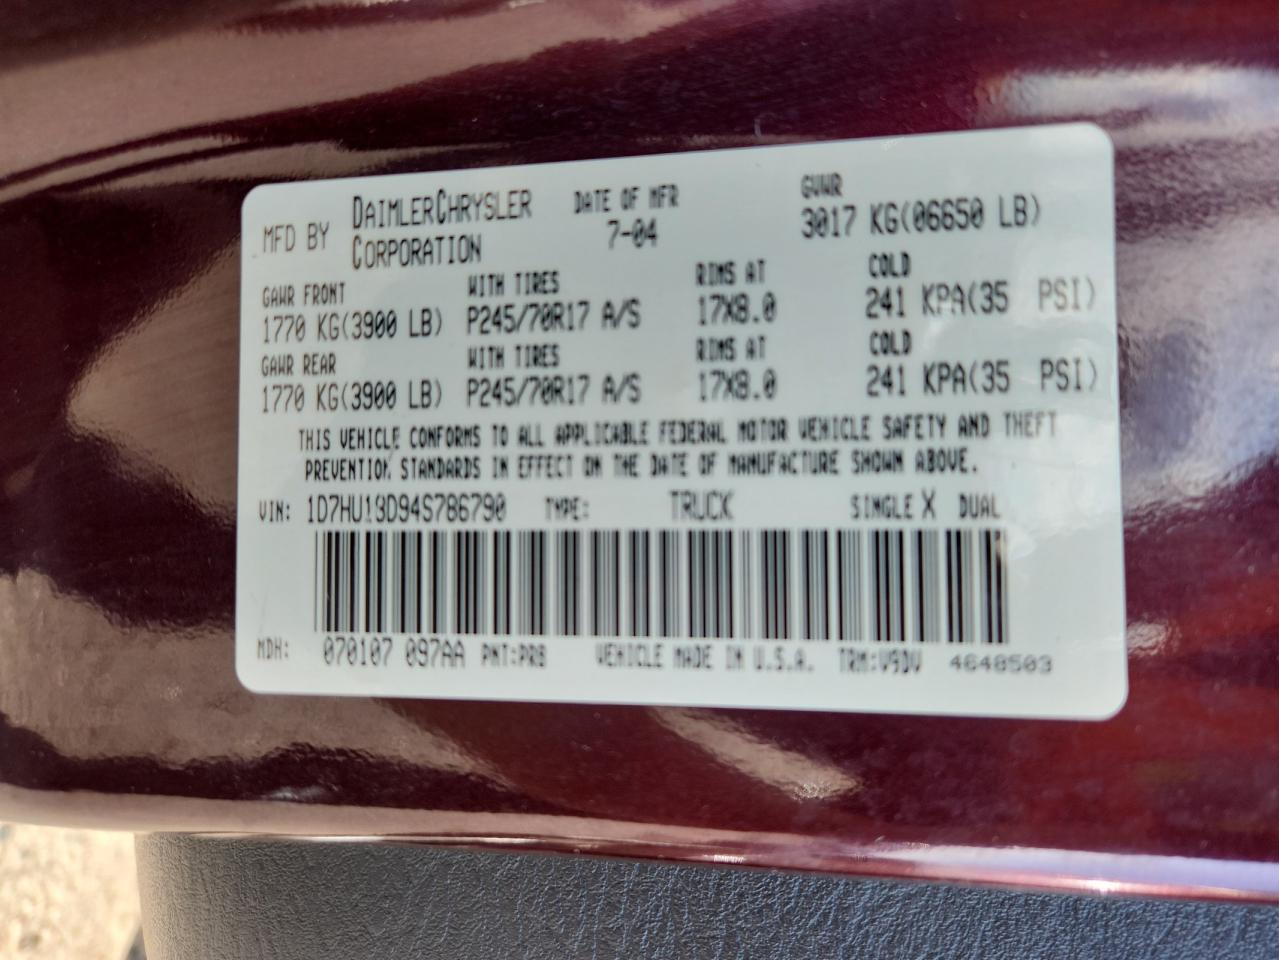 MFD BY DAIMLERCHRYSLER CORPORATION
DATE OF MFR 7-04
GVWR 3017 KG(06650 LB)
GAWR FRONT WITH TIRES RIMS AT COLD
1770 KG(3900 LB) P245/70R17 A/S 17X8.0 241 KPA(35 PSI)
GAWR REAR WITH TIRES RIMS AT COLD
1770 KG(3900 LB) P245/70R17 A/S 17X8.0 241 KPA(35 PSI)
THIS VEHICLE CONFORMS TO ALL APPLICABLE FEDERAL MOTOR VEHICLE SAFETY AND THEFT
PREVENTION STANDARDS IN EFFECT ON THE DATE OF MANUFACTURE SHOWN ABOVE.
VIN: 1D7HU18D94S786790 TYPE: TRUCK SINGLE X DUAL
MDH: 070107 097AA PNT:PR8 VEHICLE MADE IN U.S.A. TRM:V9DV 4648503